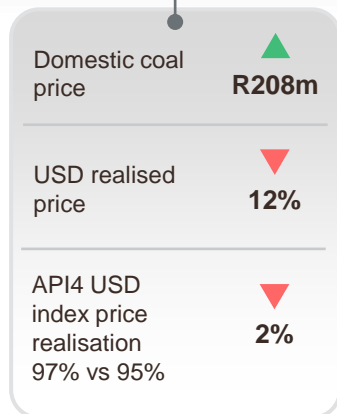 Domestic coal
price
R208m
USD realised
price
12%
API4 USD
index price
realisation
97% vs 95%
2%